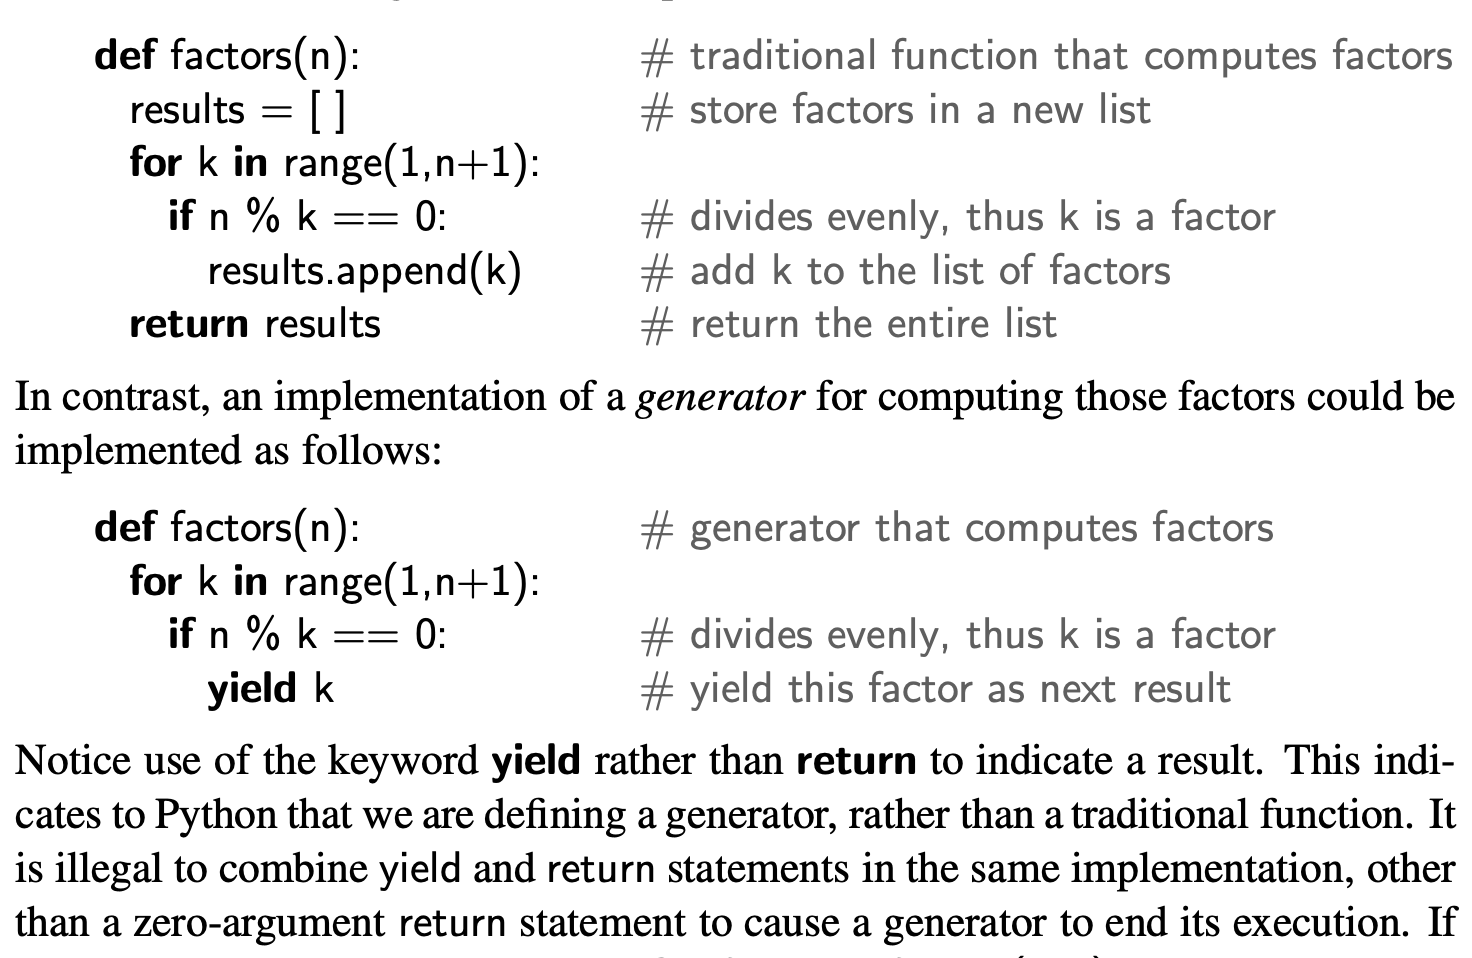 def factors(n): # traditional function that computes factors
results = [ ] # store factors in a new list
for k in range(1,n+1):
if n % k == 0: # divides evenly, thus k is a factor
results.append(k) # add k to the list of factors
return results # return the entire list
In contrast, an implementation of a generator for computing those factors could be
implemented as follows:
def factors(n): # generator that computes factors
for k in range(1,n+1):
if n % k == 0: # divides evenly, thus k is a factor
yield k # yield this factor as next result
Notice use of the keyword yield rather than return to indicate a result. This indi-
cates to Python that we are defining a generator, rather than a traditional function. It
is illegal to combine yield and return statements in the same implementation, other
than a zero-argument return statement to cause a generator to end its execution. If